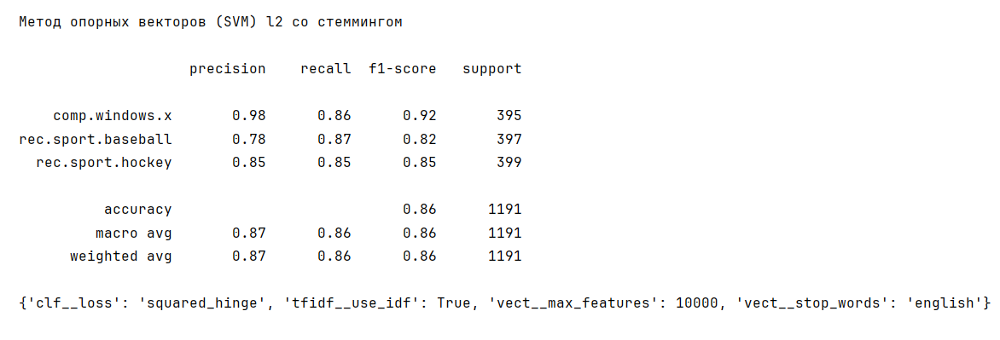 Метод опорных векторов (SVM) l2 со стеммингом
precision recall f1-score support
comp.windows.x 0.98 0.86 0.92 395
rec.sport.baseball 0.78 0.87 0.82 397
rec.sport.hockey 0.85 0.85 0.85 399
accuracy 0.86 1191
macro avg 0.87 0.86 0.86 1191
weighted avg 0.87 0.86 0.86 1191
{'clf__loss': 'squared_hinge', 'tfidf__use_idf': True, 'vect__max_features': 10000, 'vect__stop_words': 'english'}